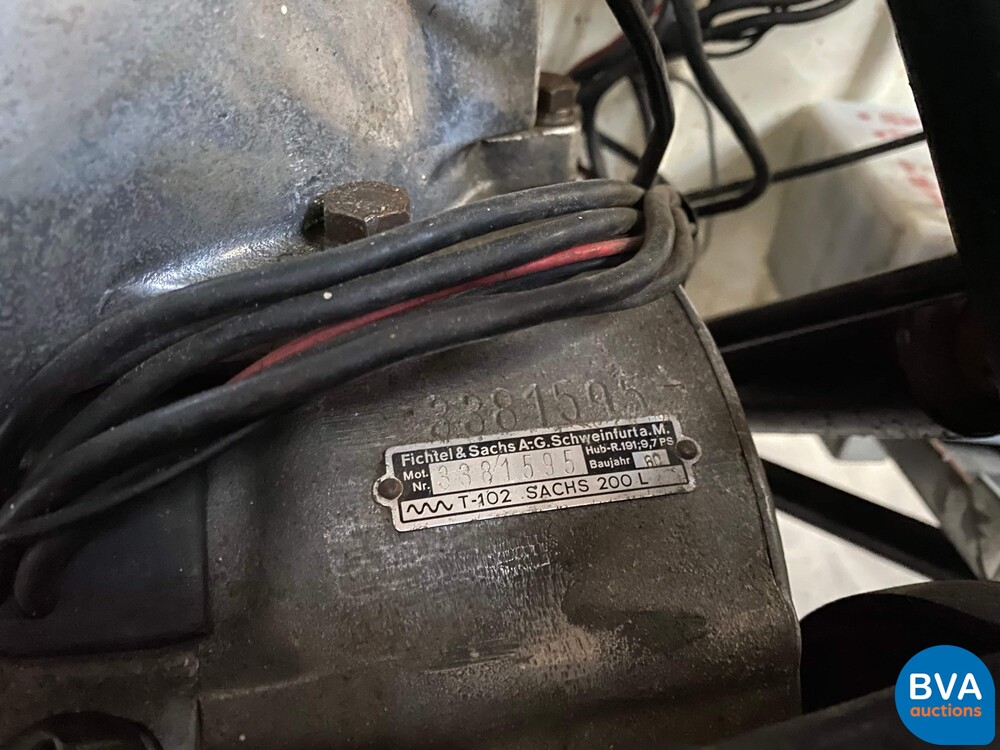 3381595
Fichtel & Sachs A.-G. Schweinfurt a. M.
Mot. Nr. 3381595 Hub-R. 191; 9,7 PS
Baujahr 60
T-102 SACHS 200 L
BVA
auctions